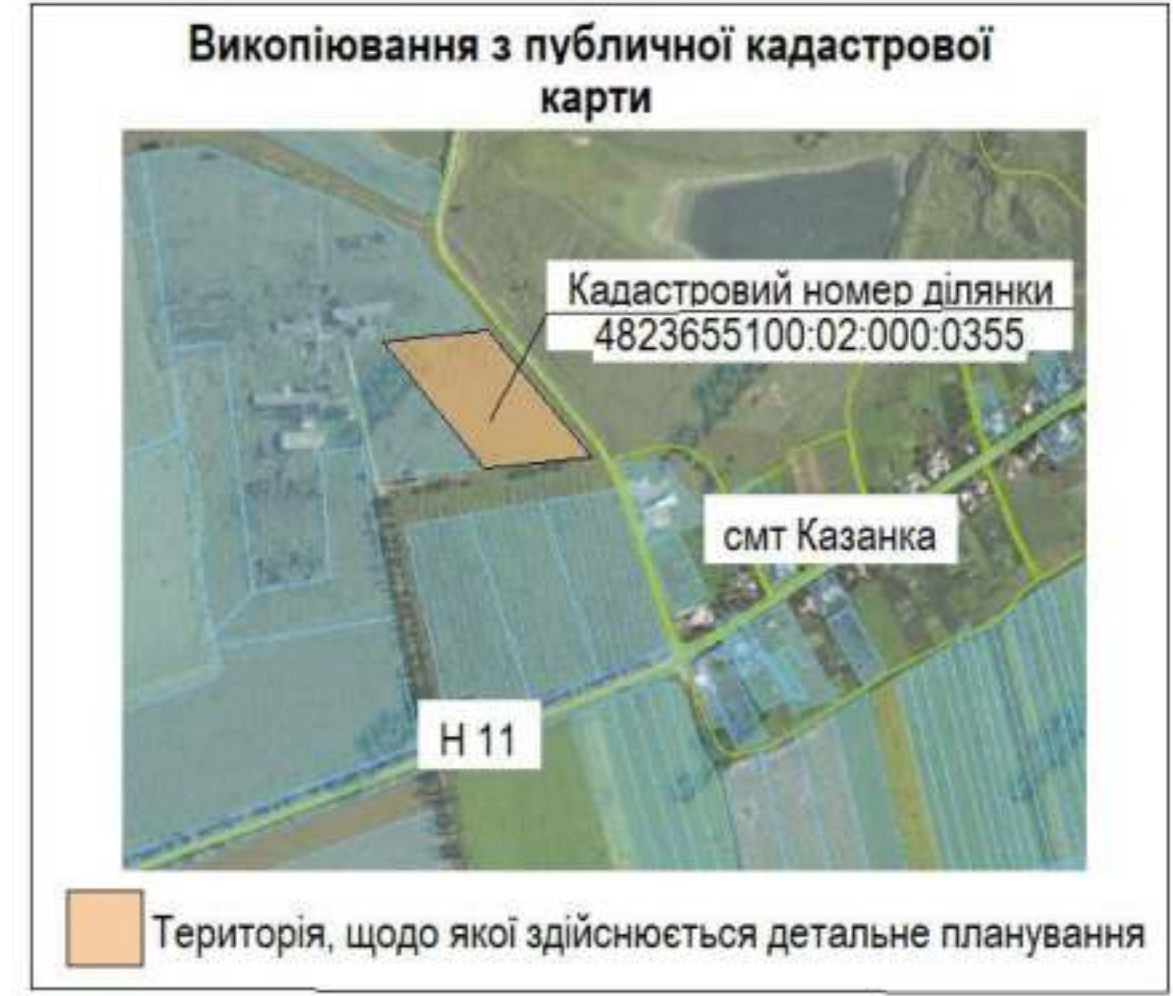 Викопіювання з публичної кадастрової
карти
Кадастровий номер ділянки
4823655100:02:000:0355
смт Казанка
Н 11
Територія, щодо якої здійснюється детальне планування